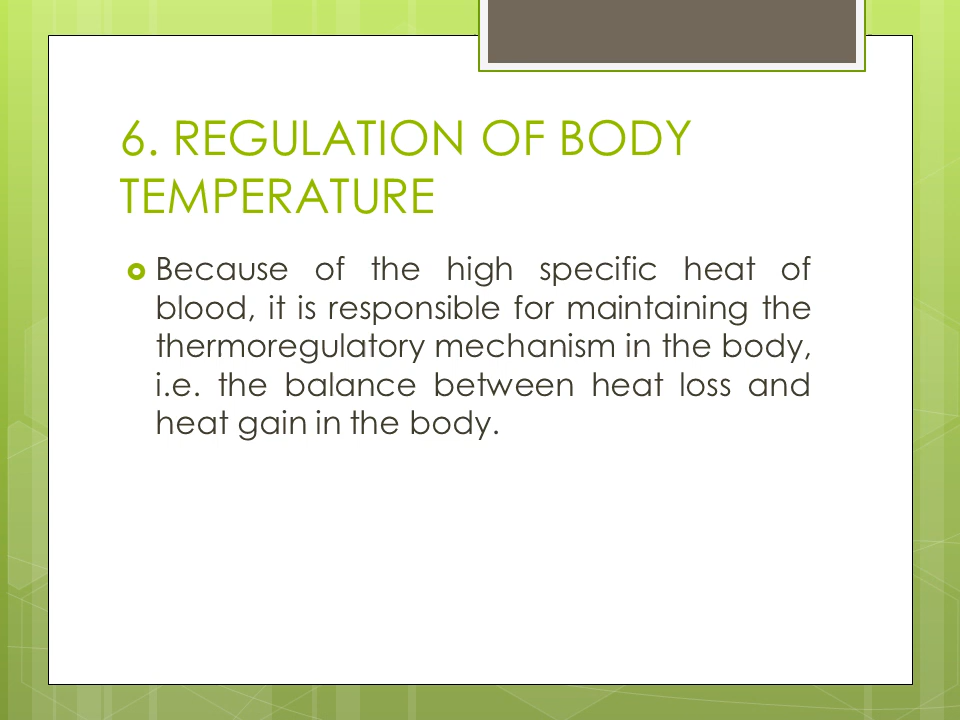 6. REGULATION OF BODY
TEMPERATURE
Because of the high specific heat of
blood, it is responsible for maintaining the
thermoregulatory mechanism in the body,
i.e. the balance between heat loss and
heat gain in the body.